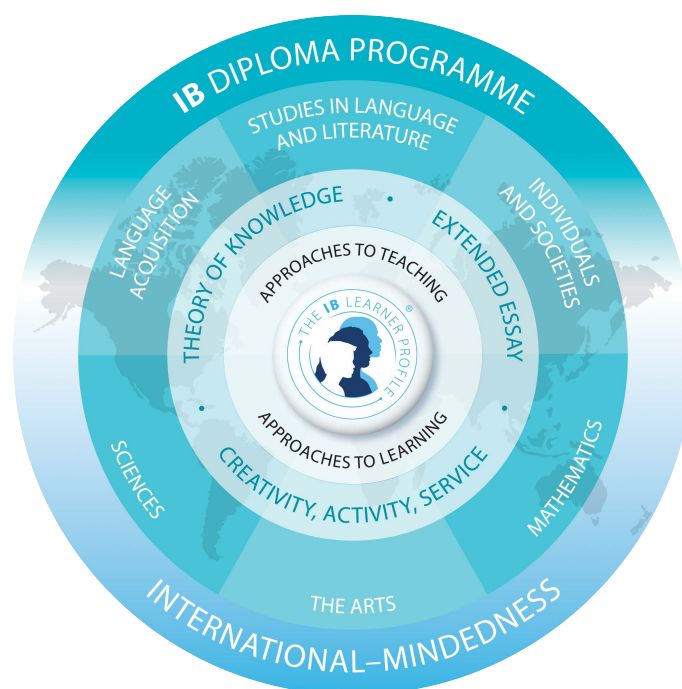 IB DIPLOMA PROGRAMME
STUDIES IN LANGUAGE
AND LITERATURE
LANGUAGE
ACQUISITION
INDIVIDUALS
AND SOCIETIES
THEORY OF KNOWLEDGE
•
EXTENDED ESSAY
APPROACHES TO TEACHING
THE IB LEARNER PROFILE
®
APPROACHES TO LEARNING
•
CREATIVITY, ACTIVITY, SERVICE
•
SCIENCES
MATHEMATICS
THE ARTS
INTERNATIONAL–MINDEDNESS